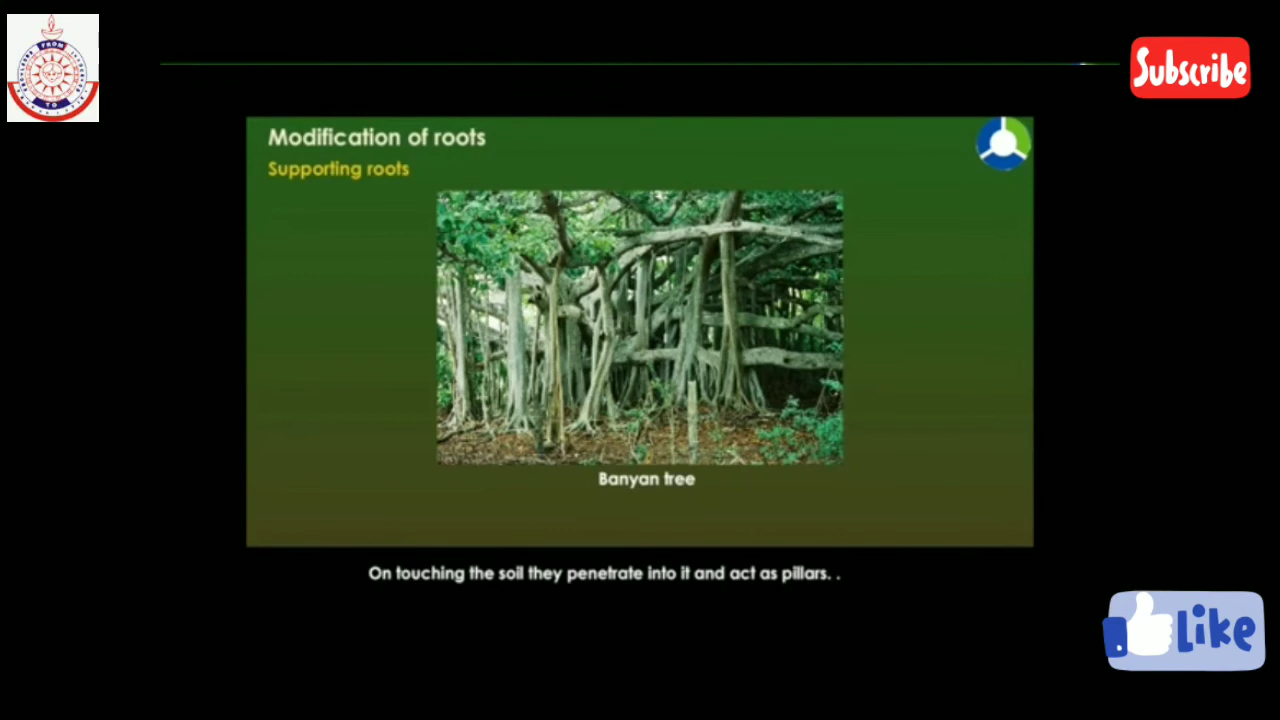 Subscribe
Modification of roots
Supporting roots
Banyan tree
On touching the soil they penetrate into it and act as pillars. .
Like